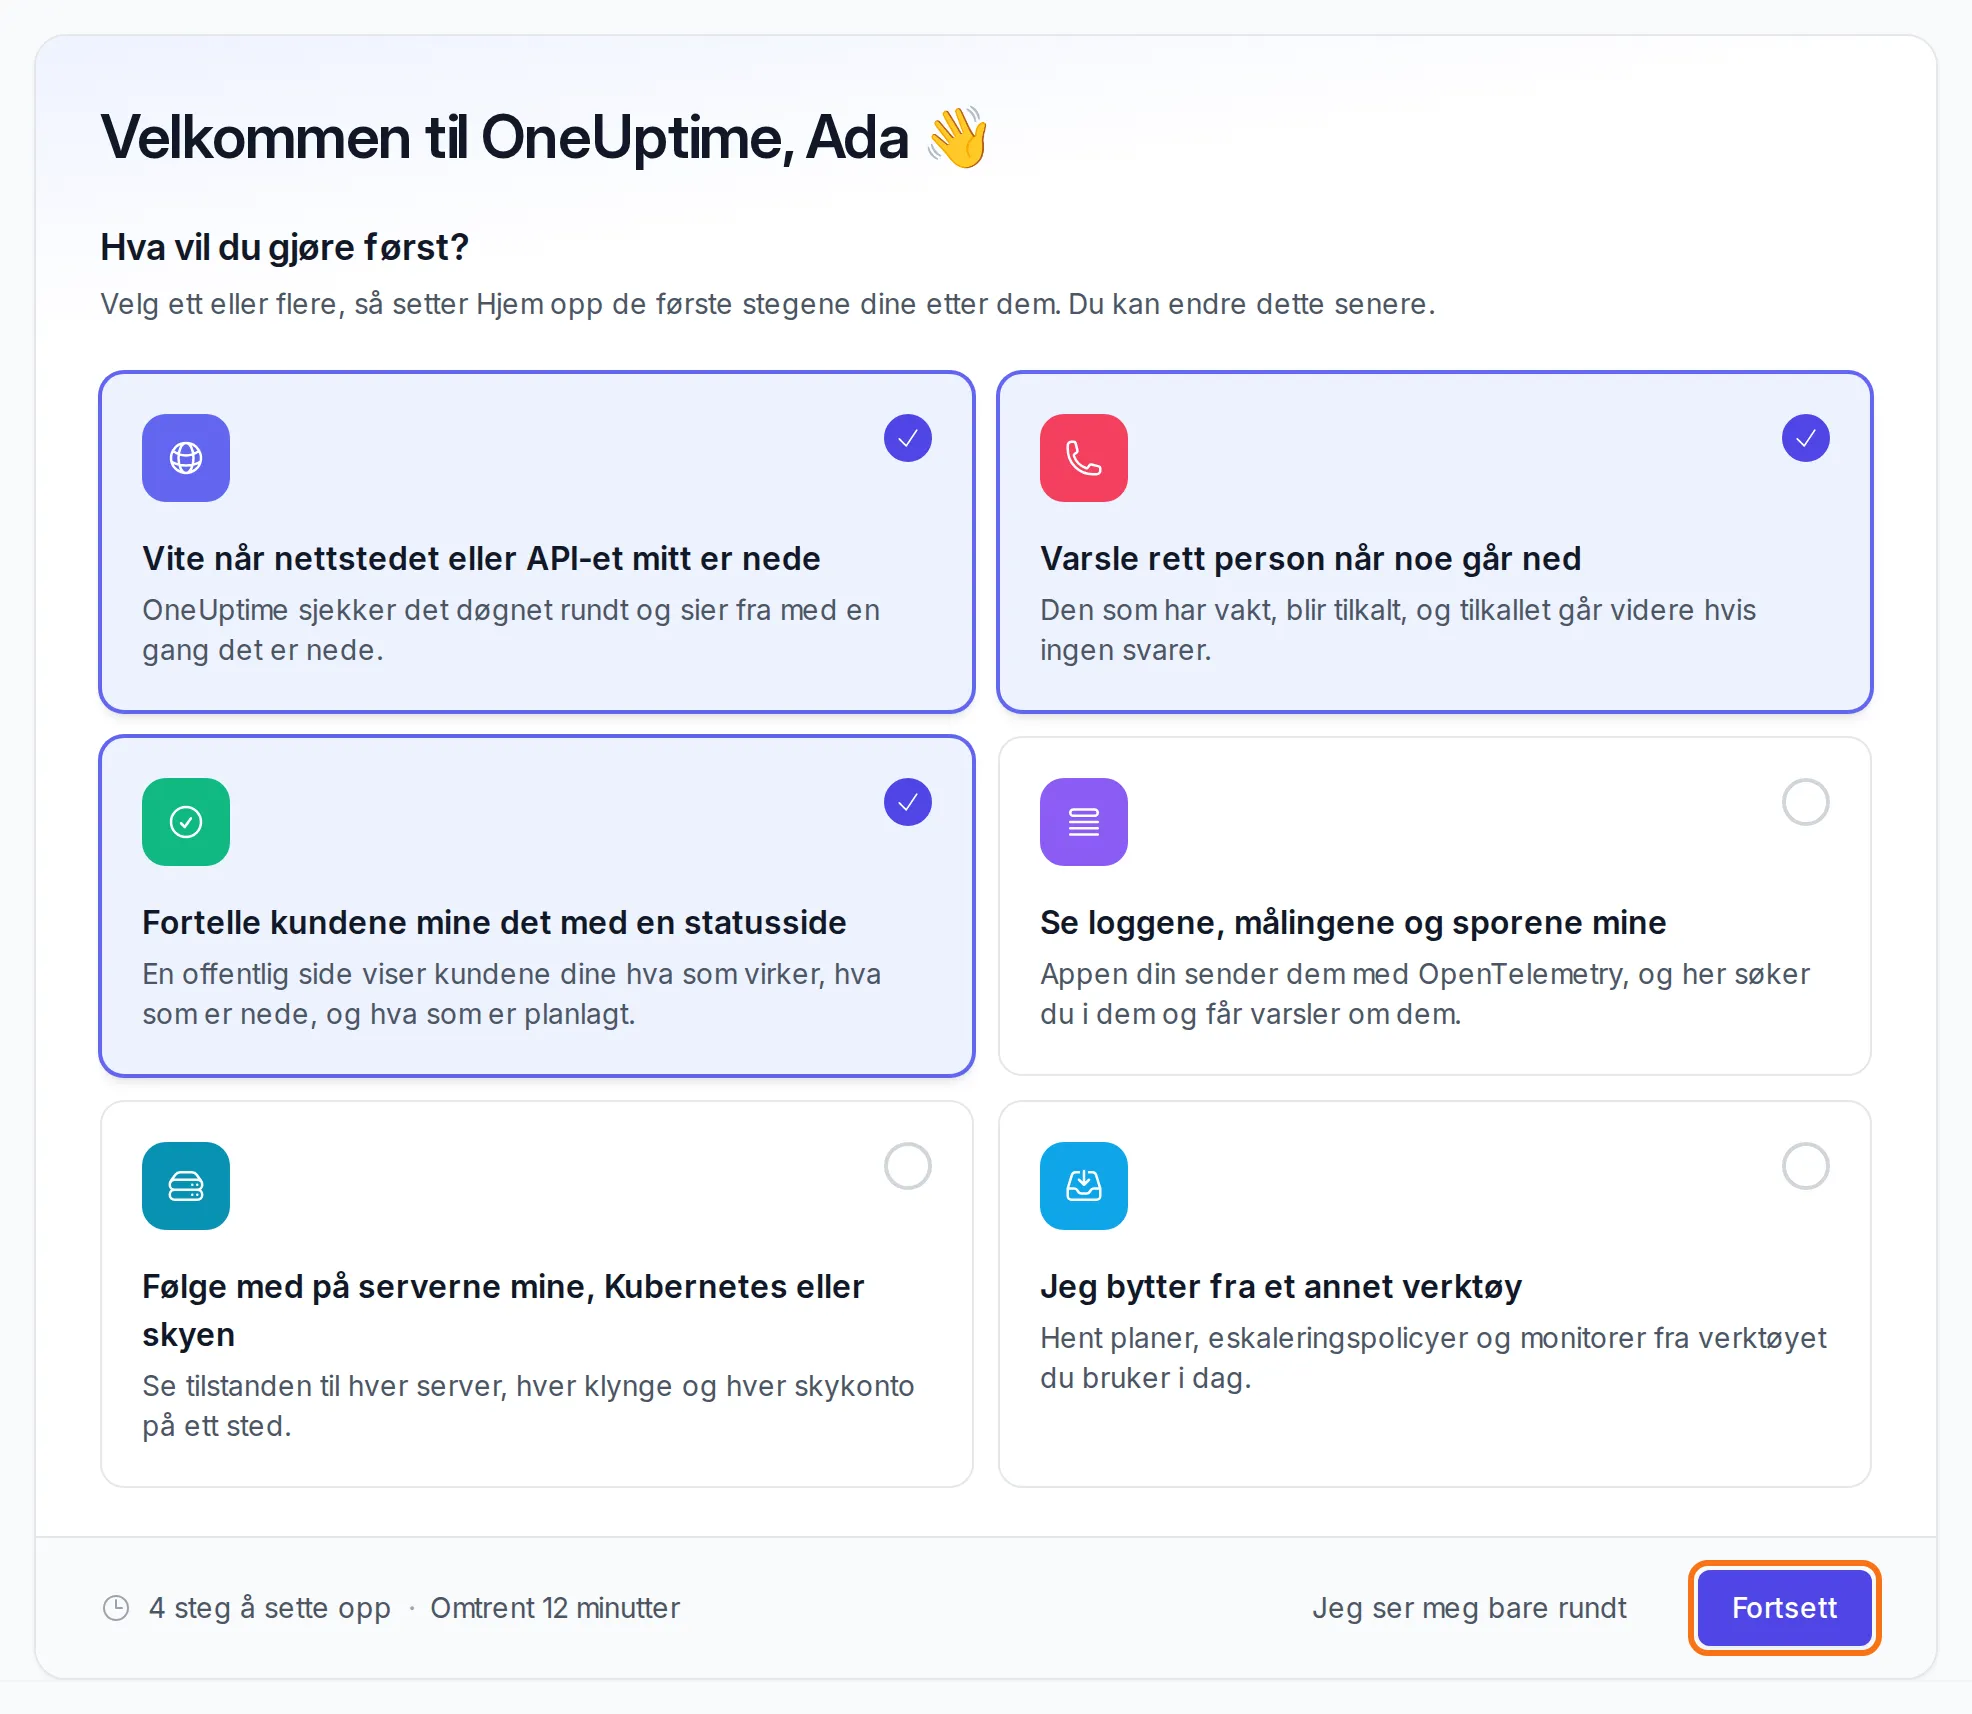 Velkommen til OneUptime, Ada 👋
Hva vil du gjøre først?
Velg ett eller flere, så setter Hjem opp de første stegene dine etter dem. Du kan endre dette senere.
Vite når nettstedet eller API-et mitt er nede
OneUptime sjekker det døgnet rundt og sier fra med en
gang det er nede.
Varsle rett person når noe går ned
Den som har vakt, blir tilkalt, og tilkallet går videre hvis
ingen svarer.
Fortelle kundene mine det med en statusside
En offentlig side viser kundene dine hva som virker, hva
som er nede, og hva som er planlagt.
Se loggene, målingene og sporene mine
Appen din sender dem med OpenTelemetry, og her søker
du i dem og får varsler om dem.
Følge med på serverne mine, Kubernetes eller
skyen
Se tilstanden til hver server, hver klynge og hver skykonto
på ett sted.
Jeg bytter fra et annet verktøy
Hent planer, eskaleringspolicyer og monitorer fra verktøyet
du bruker i dag.
4 steg å sette opp · Omtrent 12 minutter
Jeg ser meg bare rundt
Fortsett